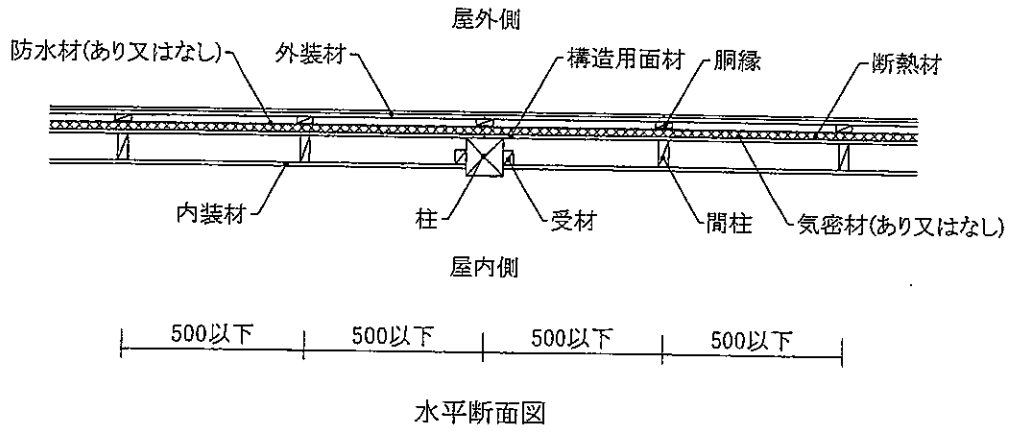 屋外側
防水材(あり又はなし)
外装材
構造用面材
胴縁
断熱材
内装材
柱
受材
間柱
気密材(あり又はなし)
屋内側
500以下
500以下
500以下
500以下
水平断面図